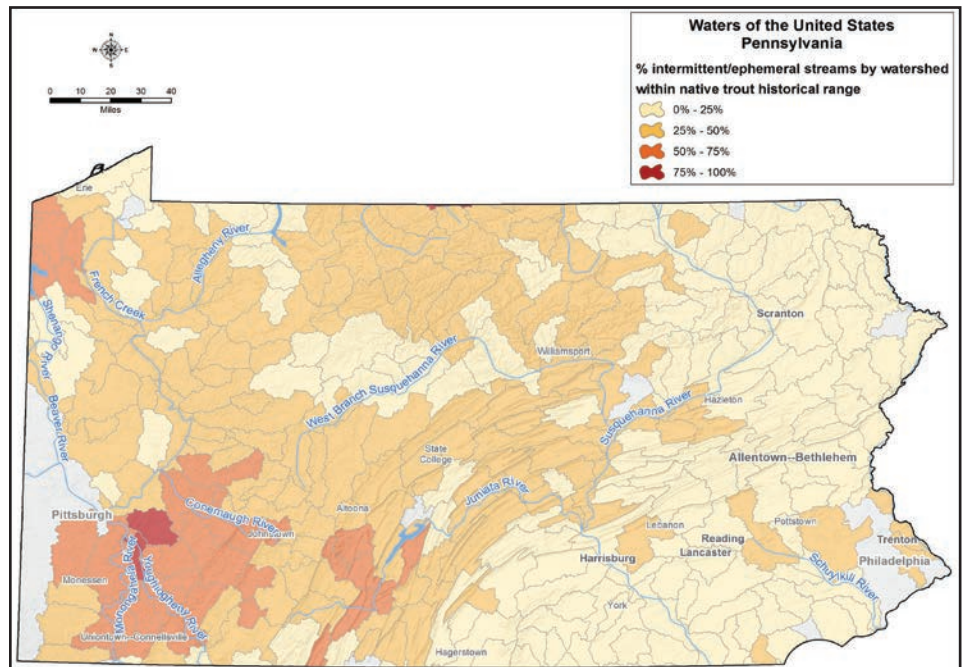 Waters of the United States
Pennsylvania
% intermittent/ephemeral streams by watershed
within native trout historical range
0% - 25%
25% - 50%
50% - 75%
75% - 100%
N
W
E
S
0 10 20 30 40
Miles
Erie
Allegheny River
French Creek
Shenango River
Beaver River
Scranton
Williamsport
West Branch Susquehanna River
Susquehanna River
Hazleton
State College
Allentown--Bethlehem
Juniata River
Pittsburgh
Conemaugh River
Altoona
Johnstown
Lebanon
Pottstown
Reading
Trenton
Harrisburg
Lancaster
Philadelphia
Monessen
Monongahela River
Youghiogheny River
Schuylkill River
York
Uniontown--Connellsville
Hagerstown